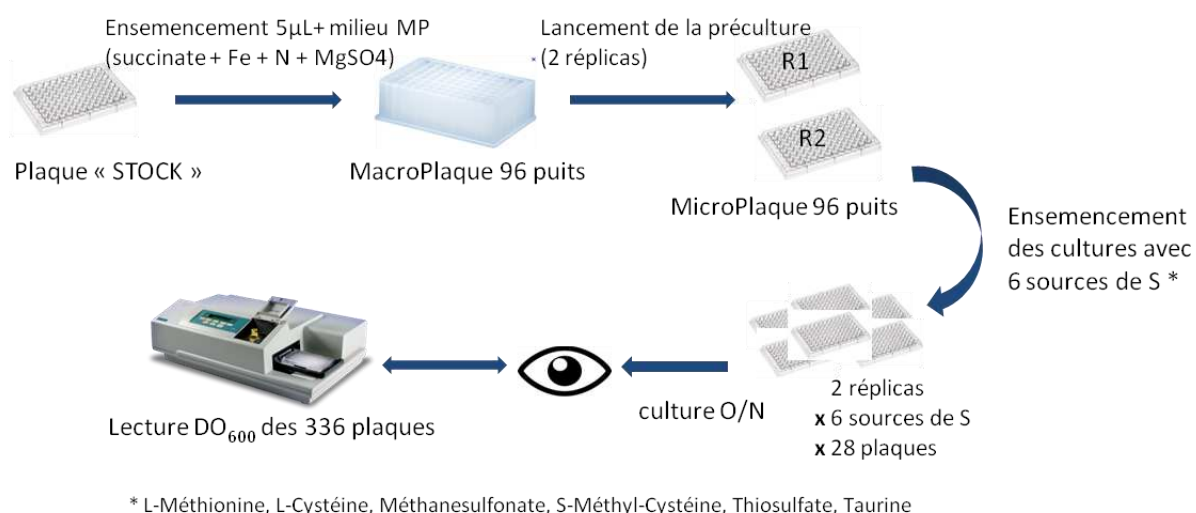 Ensemencement 5µL+ milieu MP
(succinate + Fe + N + MgSO4)
Lancement de la préculture
(2 réplicas)
R1
R2
Plaque « STOCK »
MacroPlaque 96 puits
MicroPlaque 96 puits
Ensemencement
des cultures avec
6 sources de S *
Lecture DO600 des 336 plaques
culture O/N
2 réplicas
x 6 sources de S
x 28 plaques
* L-Méthionine, L-Cystéine, Méthanesulfonate, S-Méthyl-Cystéine, Thiosulfate, Taurine